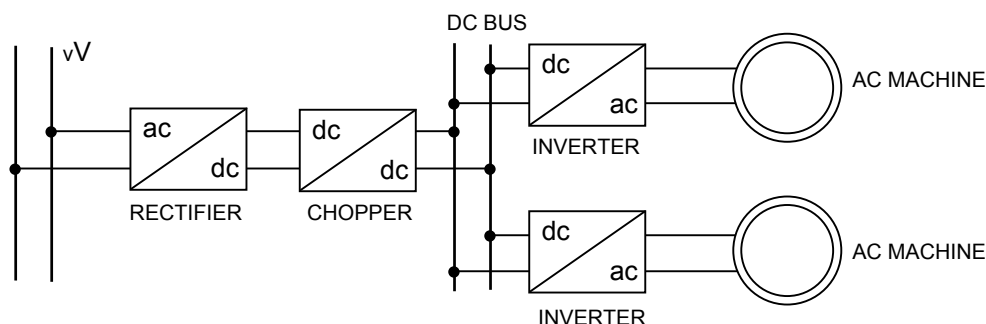 DC BUS
vV
dc
ac
AC MACHINE
INVERTER
ac
dc
RECTIFIER
dc
dc
CHOPPER
dc
ac
AC MACHINE
INVERTER